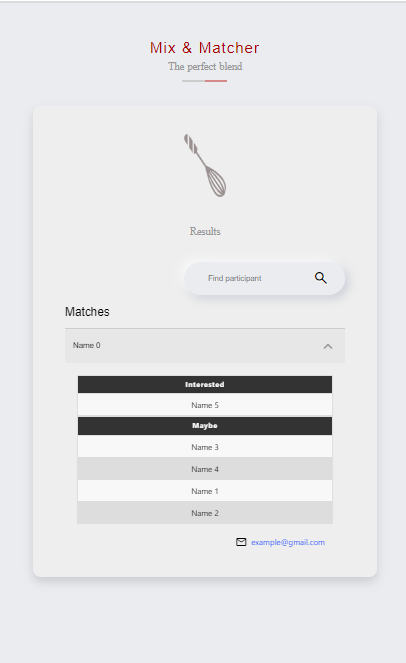 Mix & Matcher
The perfect blend
Results
Find participant
Matches
Name 0
Interested
Name 5
Maybe
Name 3
Name 4
Name 1
Name 2
example@gmail.com